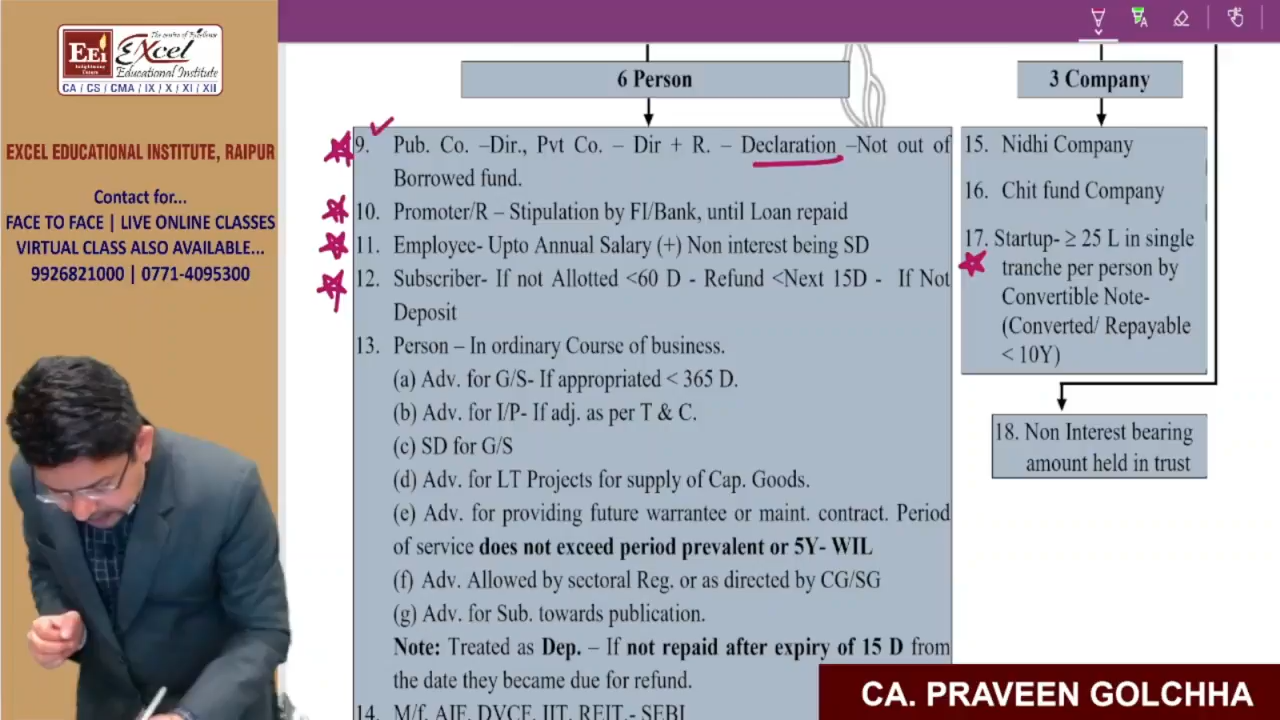 The centre of Excellence
EEi
Enlightening Future
Excel
Educational Institute
CA / CS / CMA / IX / X / XI / XII
EXCEL EDUCATIONAL INSTITUTE, RAIPUR
Contact for...
FACE TO FACE | LIVE ONLINE CLASSES
VIRTUAL CLASS ALSO AVAILABLE...
9926821000 | 0771-4095300
6 Person
9. Pub. Co. –Dir., Pvt Co. – Dir + R. – Declaration –Not out of
Borrowed fund.
10. Promoter/R – Stipulation by FI/Bank, until Loan repaid
11. Employee- Upto Annual Salary (+) Non interest being SD
12. Subscriber- If not Allotted <60 D - Refund <Next 15D - If Not
Deposit
13. Person – In ordinary Course of business.
(a) Adv. for G/S- If appropriated < 365 D.
(b) Adv. for I/P- If adj. as per T & C.
(c) SD for G/S
(d) Adv. for LT Projects for supply of Cap. Goods.
(e) Adv. for providing future warrantee or maint. contract. Period
of service does not exceed period prevalent or 5Y- WIL
(f) Adv. Allowed by sectoral Reg. or as directed by CG/SG
(g) Adv. for Sub. towards publication.
Note: Treated as Dep. – If not repaid after expiry of 15 D from
the date they became due for refund.
14. M/f, AIF, DVCF, IIT, REIT.- SEBI
3 Company
15. Nidhi Company
16. Chit fund Company
17. Startup- ≥ 25 L in single
tranche per person by
Convertible Note-
(Converted/ Repayable
< 10Y)
18. Non Interest bearing
amount held in trust
CA. PRAVEEN GOLCHHA